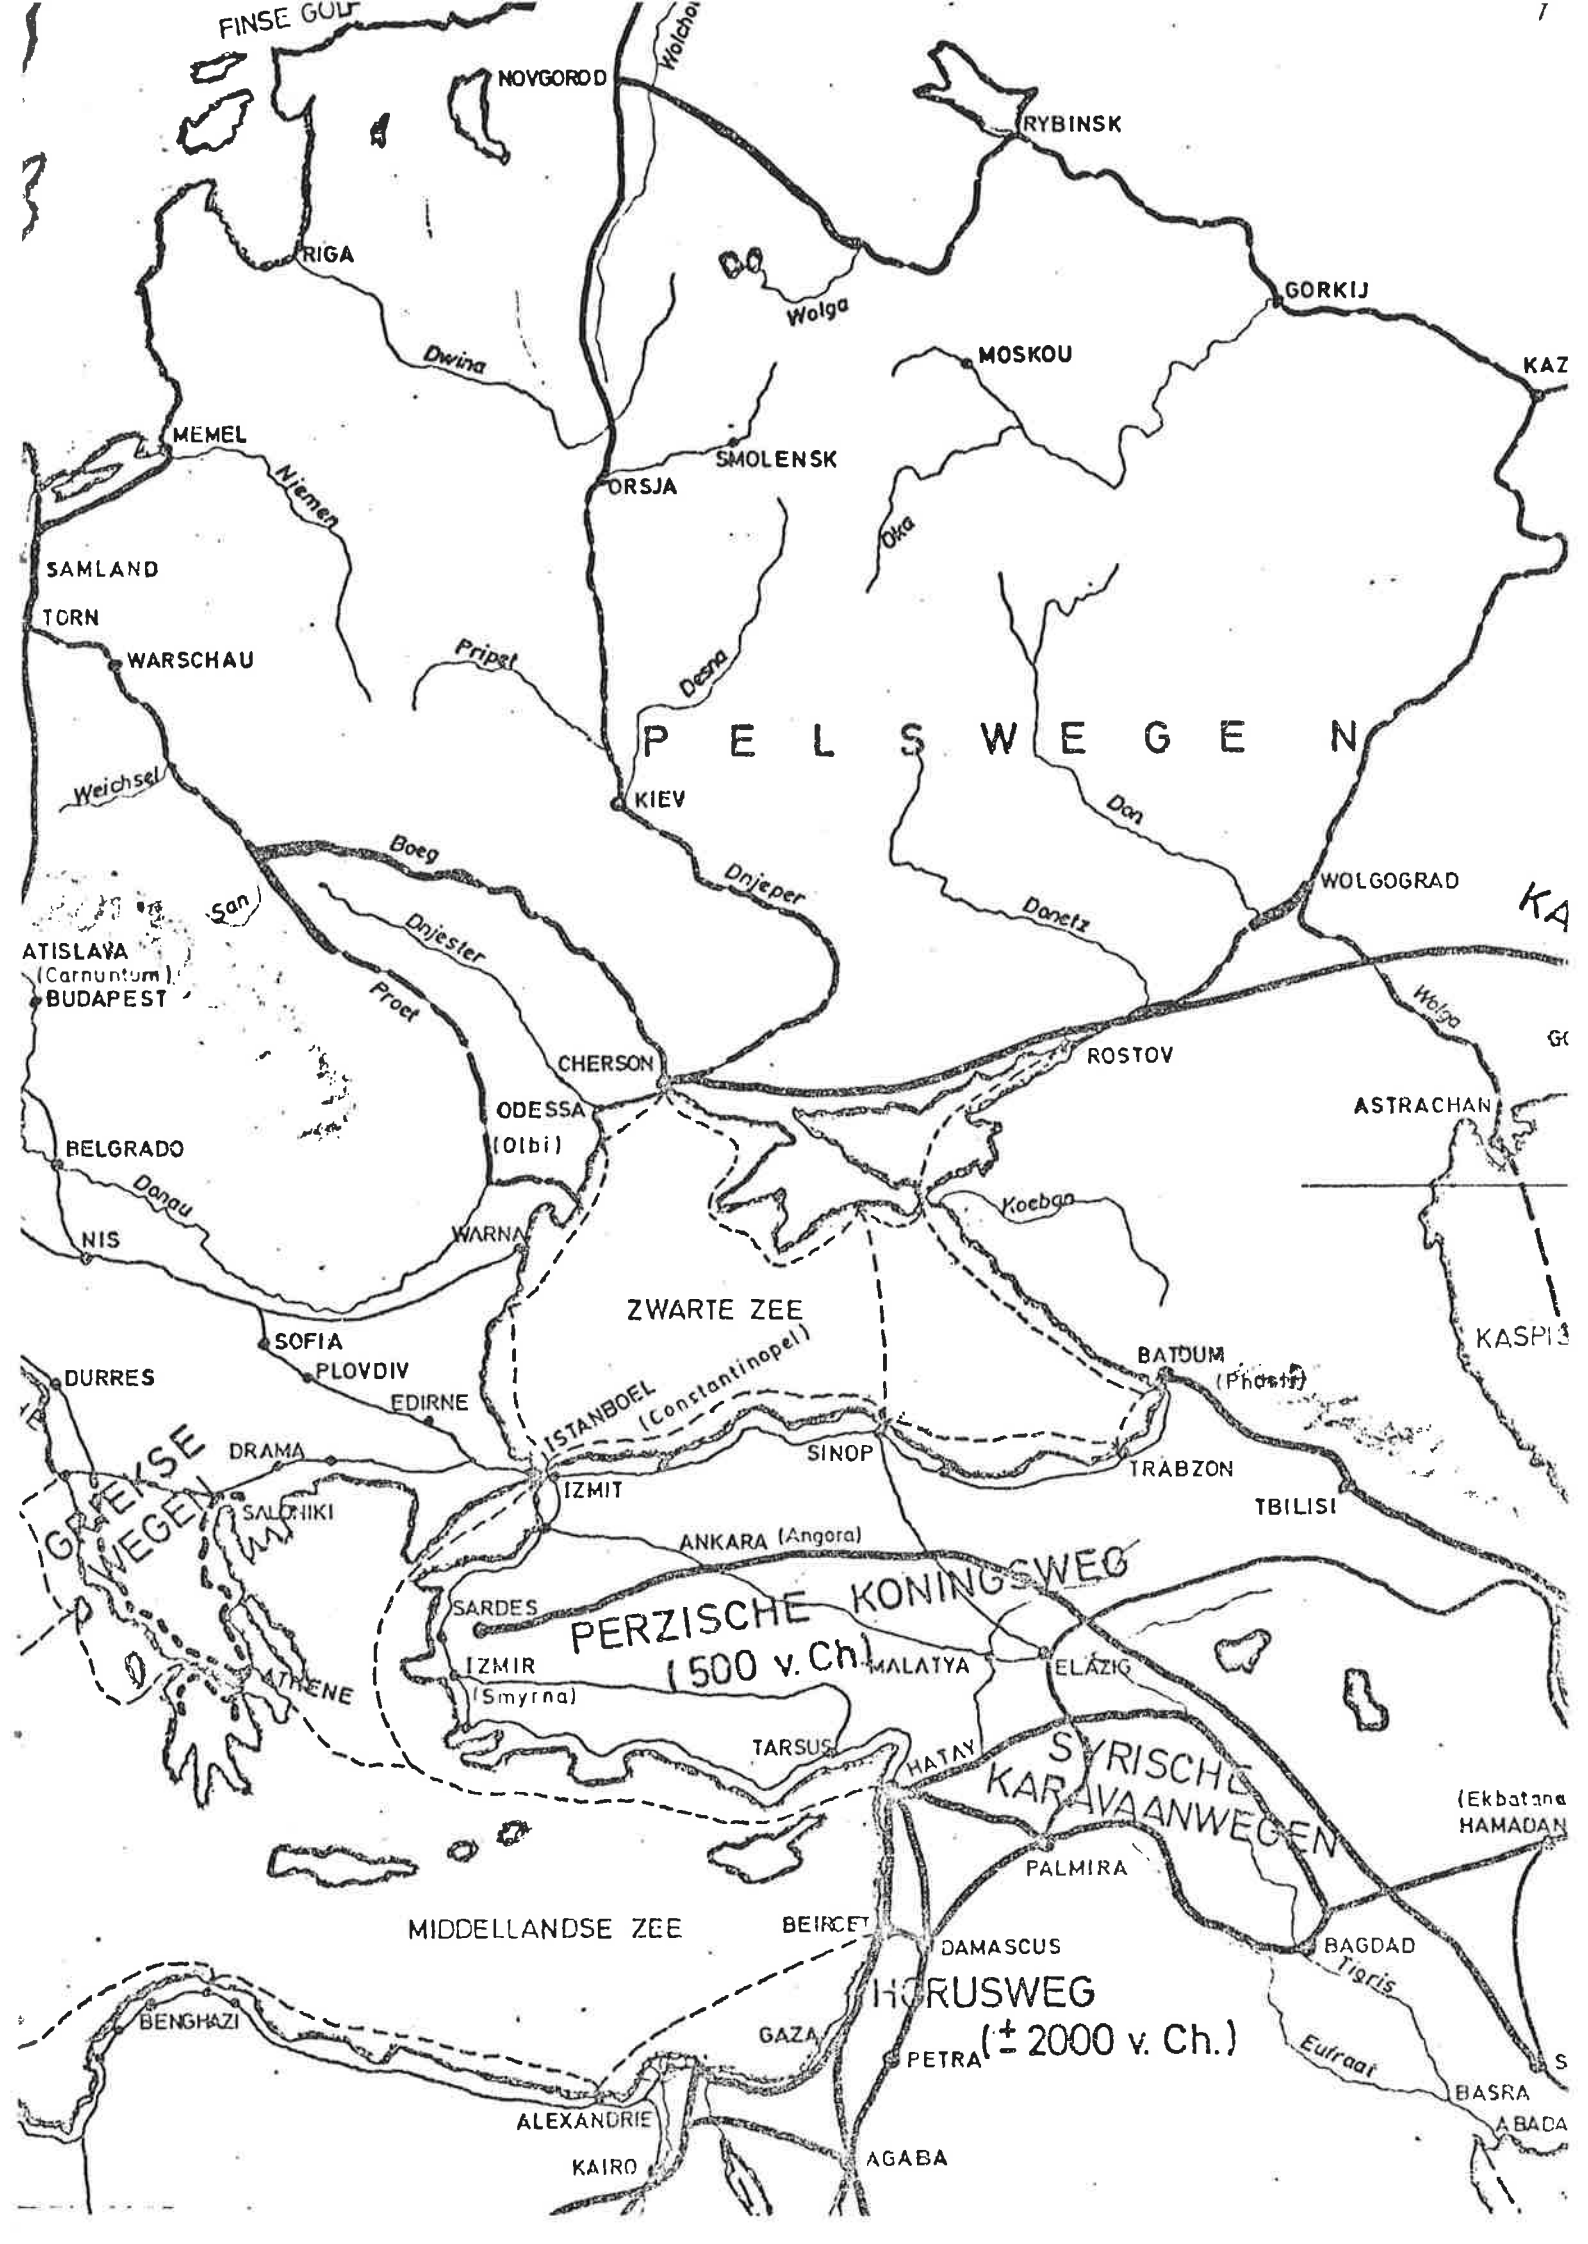 FINSE GOLF
Wolchov
NOVGOROD
RYBINSK
RIGA
Wolga
GORKIJ
Dwina
MOSKOU
KAZ
MEMEL
SMOLENSK
Niemen
ORSJA
Oka
SAMLAND
TORN
WARSCHAU
Pripet
Desna
PELSWEGEN
Weichsel
KIEV
Don
Boeg
Dnjeper
WOLGOGRAD
San
Donetz
KA
Dnjester
ATISLAVA
(Carnuntum)
BUDAPEST
Proet
Wolga
GO
CHERSON
ROSTOV
ODESSA
(Olbi)
ASTRACHAN
BELGRADO
Donau
Koeban
NIS
WARNA
ZWARTE ZEE
KASPIS
SOFIA
PLOVDIV
DURRES
EDIRNE
ISTANBOEL
(Constantinopel)
BATOUM
DRAMA
SINOP
TRABZON
GRIEKSE
WEGEN
SALONIKI
IZMIT
TBILISI
ANKARA (Angora)
SARDES
PERZISCHE KONINGSWEG
(500 v. Ch)
IZMIR
(Smyrna)
MALATYA
ELAZIG
ATHENE
TARSUS
HATAY
SYRISCHE
KARAVAANWEGEN
(Ekbatana
HAMADAN
PALMIRA
MIDDELLANDSE ZEE
BEIROET
DAMASCUS
BAGDAD
Tigris
HORUSWEG
(± 2000 v. Ch.)
BENGHAZI
GAZA
PETRA
Eufraat
S
BASRA
ABADA
ALEXANDRIE
KAIRO
AGABA